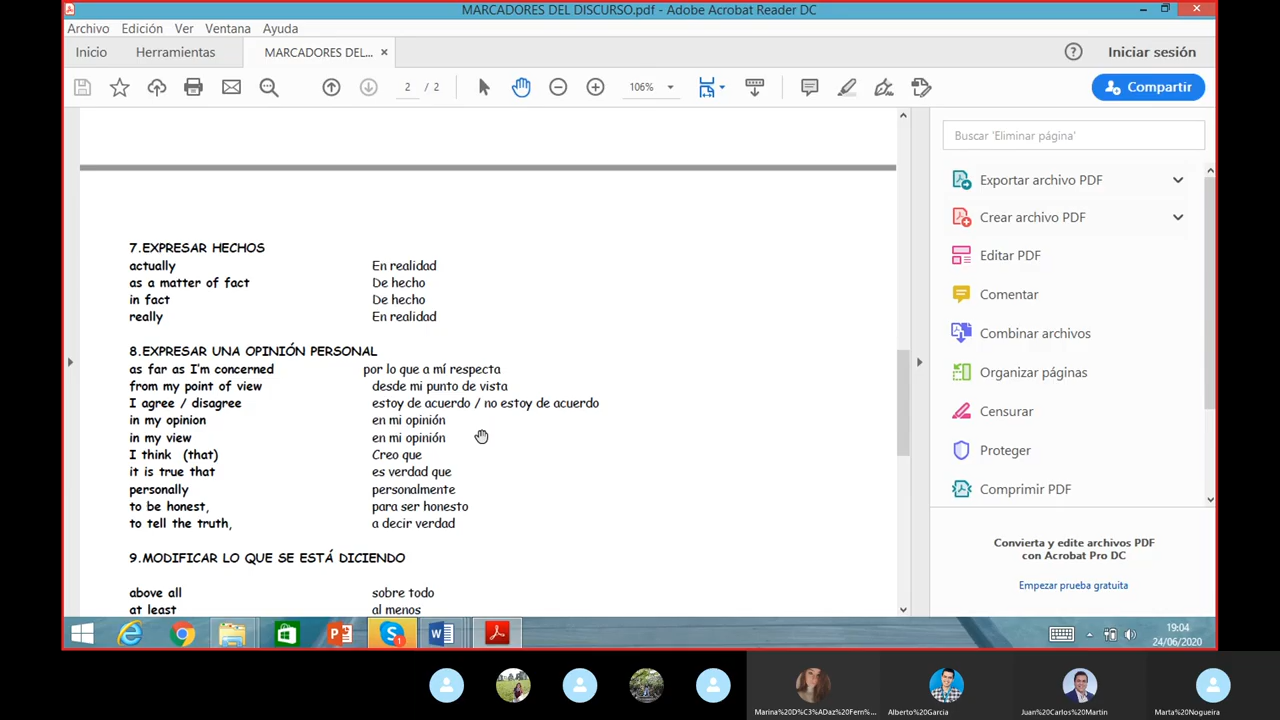 MARCADORES DEL DISCURSO.pdf - Adobe Acrobat Reader DC
Archivo Edición Ver Ventana Ayuda
Inicio Herramientas MARCADORES DEL... × Iniciar sesión
2 / 2 106% Compartir
Buscar 'Eliminar página'
Exportar archivo PDF
Crear archivo PDF
Editar PDF
Comentar
Combinar archivos
Organizar páginas
Censurar
Proteger
Comprimir PDF
Convierta y edite archivos PDF
con Acrobat Pro DC
Empezar prueba gratuita
7.EXPRESAR HECHOS
actually En realidad
as a matter of fact De hecho
in fact De hecho
really En realidad
8.EXPRESAR UNA OPINIÓN PERSONAL
as far as I'm concerned por lo que a mí respecta
from my point of view desde mi punto de vista
I agree / disagree estoy de acuerdo / no estoy de acuerdo
in my opinion en mi opinión
in my view en mi opinión
I think (that) Creo que
it is true that es verdad que
personally personalmente
to be honest, para ser honesto
to tell the truth, a decir verdad
9.MODIFICAR LO QUE SE ESTÁ DICIENDO
above all sobre todo
at least al menos
19:04
24/06/2020
Marina%20D%C3%ADaz%20Fern%... Alberto%20Garcia Juan%20Carlos%20Martin Marta%20Nogueira